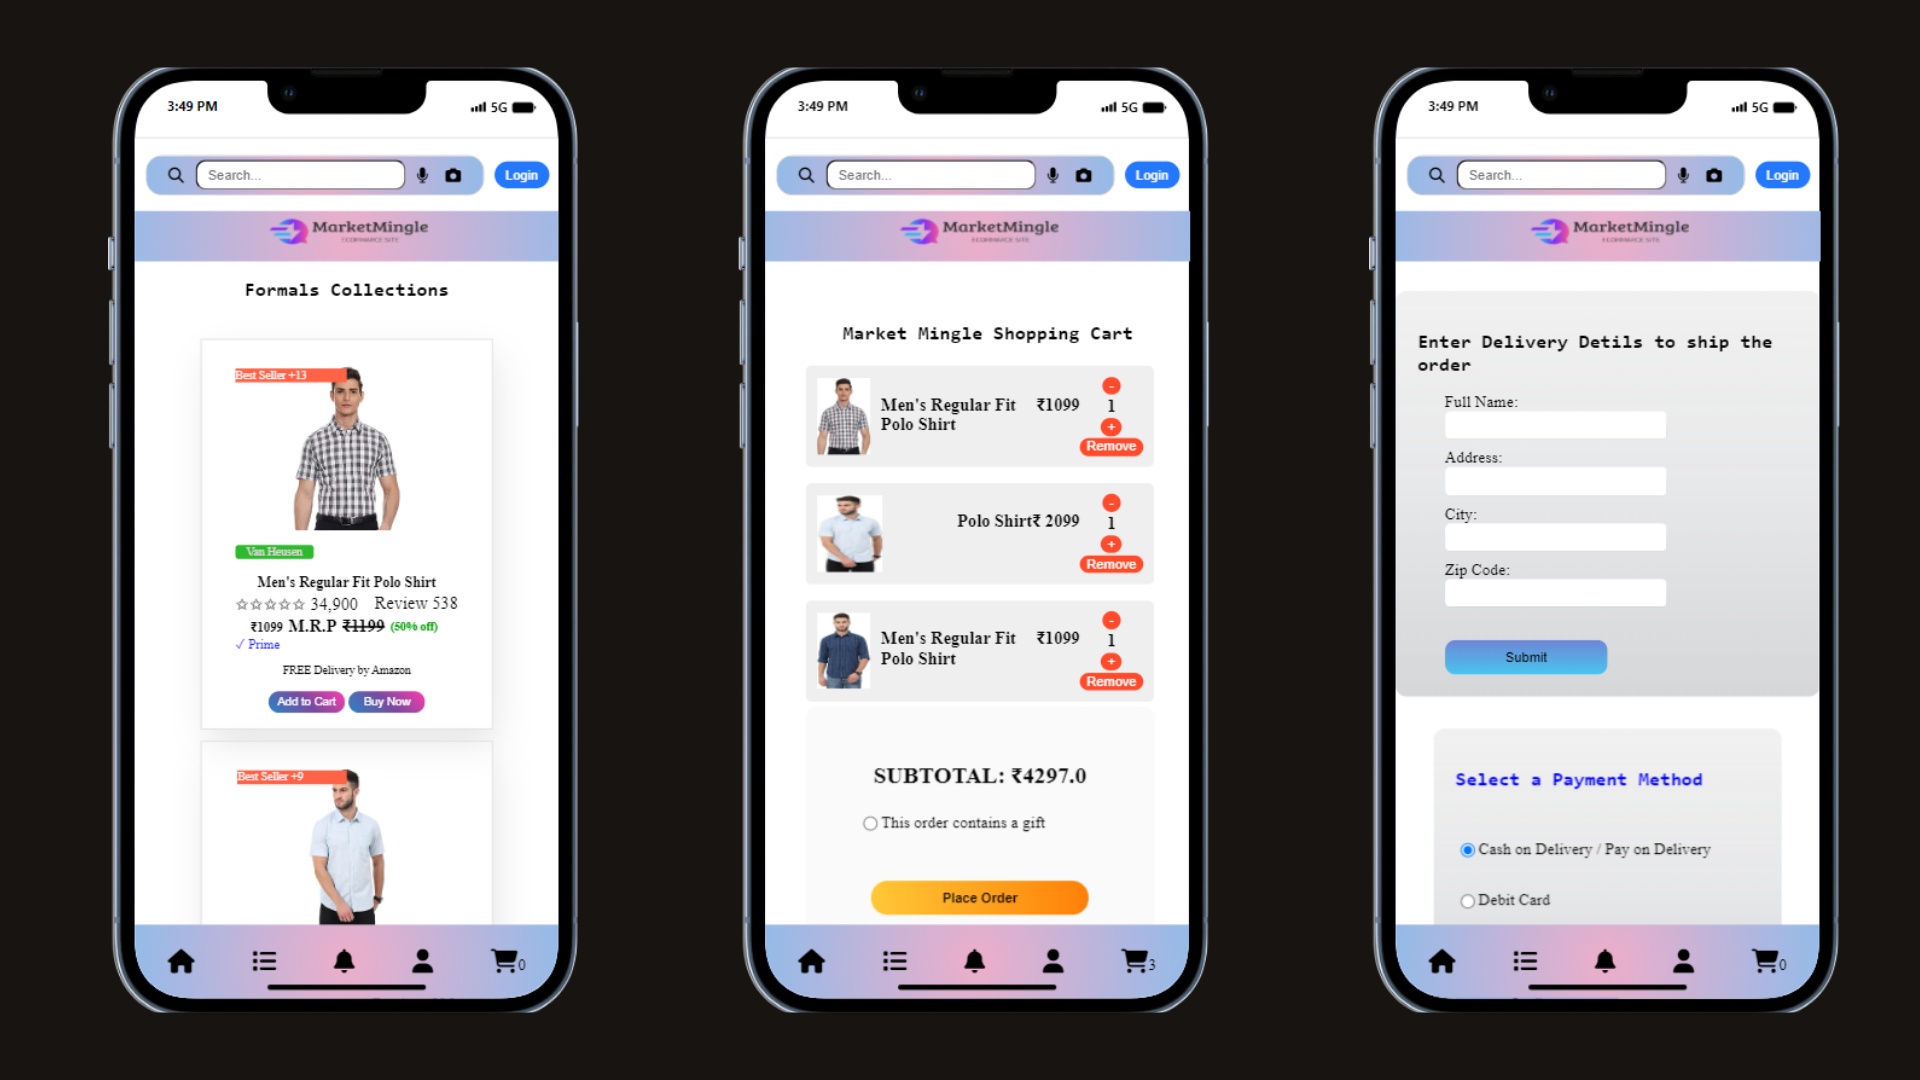 3:49 PM
5G
Search...
Login
MarketMingle
ECOMMARCE SITE
Formals Collections
Best Seller +13
Van Heusen
Men's Regular Fit Polo Shirt
☆☆☆☆☆ 34,900 Review 538
₹1099 M.R.P ₹1199 (50% off)
✓ Prime
FREE Delivery by Amazon
Add to Cart
Buy Now
Best Seller +9
0
3:49 PM
5G
Search...
Login
MarketMingle
ECOMMARCE SITE
Market Mingle Shopping Cart
Men's Regular Fit
Polo Shirt
₹1099
-
1
+
Remove
Polo Shirt₹ 2099
-
1
+
Remove
Men's Regular Fit
Polo Shirt
₹1099
-
1
+
Remove
SUBTOTAL: ₹4297.0
This order contains a gift
Place Order
3
3:49 PM
5G
Search...
Login
MarketMingle
ECOMMARCE SITE
Enter Delivery Detils to ship the
order
Full Name:
Address:
City:
Zip Code:
Submit
Select a Payment Method
Cash on Delivery / Pay on Delivery
Debit Card
0